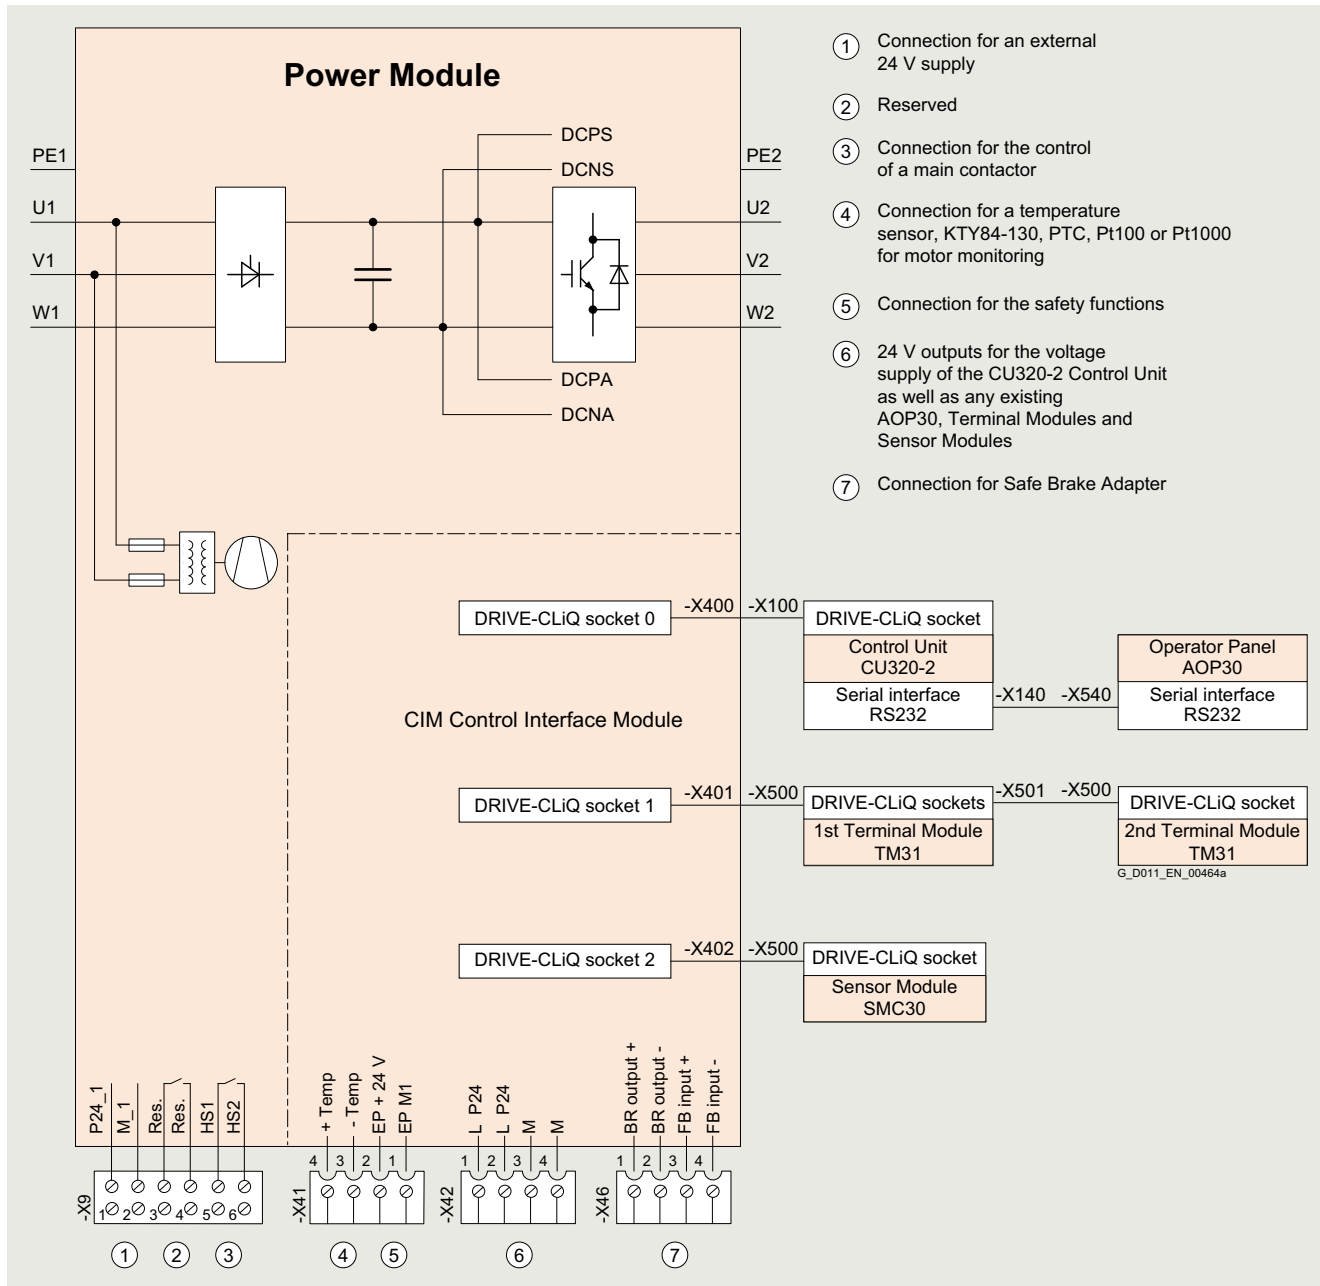 Power Module
DCPS
DCNS
PE1
PE2
U1
U2
V1
V2
W1
W2
DCPA
DCNA
1 Connection for an external
24 V supply
2 Reserved
3 Connection for the control
of a main contactor
4 Connection for a temperature
sensor, KTY84-130, PTC, Pt100 or Pt1000
for motor monitoring
5 Connection for the safety functions
6 24 V outputs for the voltage
supply of the CU320-2 Control Unit
as well as any existing
AOP30, Terminal Modules and
Sensor Modules
7 Connection for Safe Brake Adapter
DRIVE-CLiQ socket 0
-X400
-X100
DRIVE-CLiQ socket
Control Unit
CU320-2
Serial interface
RS232
-X140
-X540
Operator Panel
AOP30
Serial interface
RS232
CIM Control Interface Module
DRIVE-CLiQ socket 1
-X401
-X500
DRIVE-CLiQ sockets
1st Terminal Module
TM31
-X501
-X500
DRIVE-CLiQ socket
2nd Terminal Module
TM31
G_D011_EN_00464a
DRIVE-CLiQ socket 2
-X402
-X500
DRIVE-CLiQ socket
Sensor Module
SMC30
P24_1
M_1
Res.
Res.
HS1
HS2
+ Temp
- Temp
EP + 24 V
EP M1
L P24
L P24
M
M
BR output +
BR output -
FB input +
FB input -
-X9
1 2 3 4 5 6
-X41
4 3 2 1
-X42
1 2 3 4
-X46
1 2 3 4
1 2 3 4 5 6 7